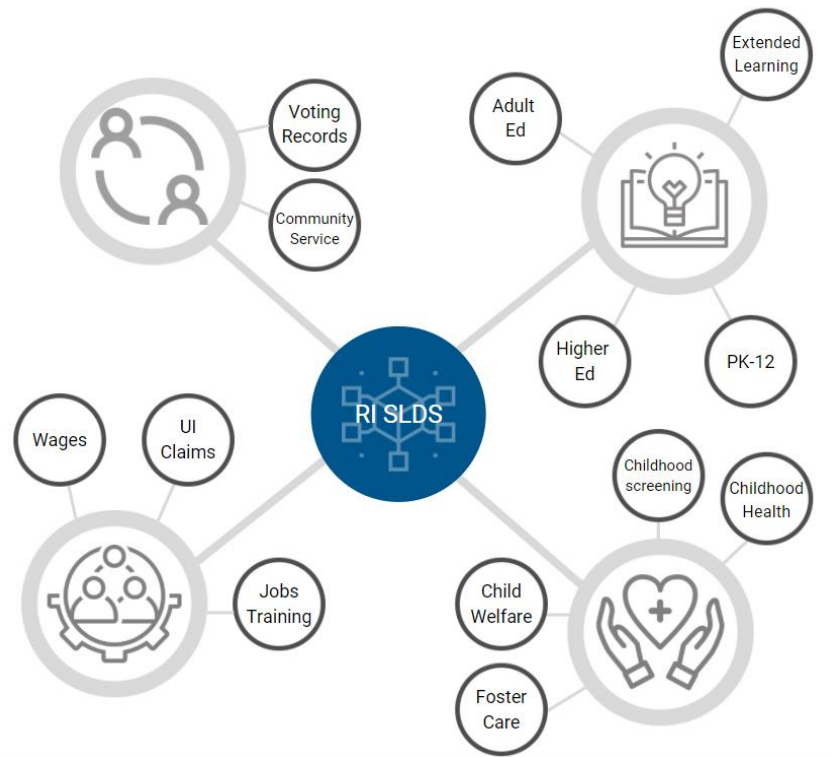 Voting
Records
Community
Service
Extended
Learning
Adult
Ed
Higher
Ed
PK-12
RI SLDS
Wages
UI
Claims
Jobs
Training
Childhood
screening
Childhood
Health
Child
Welfare
Foster
Care